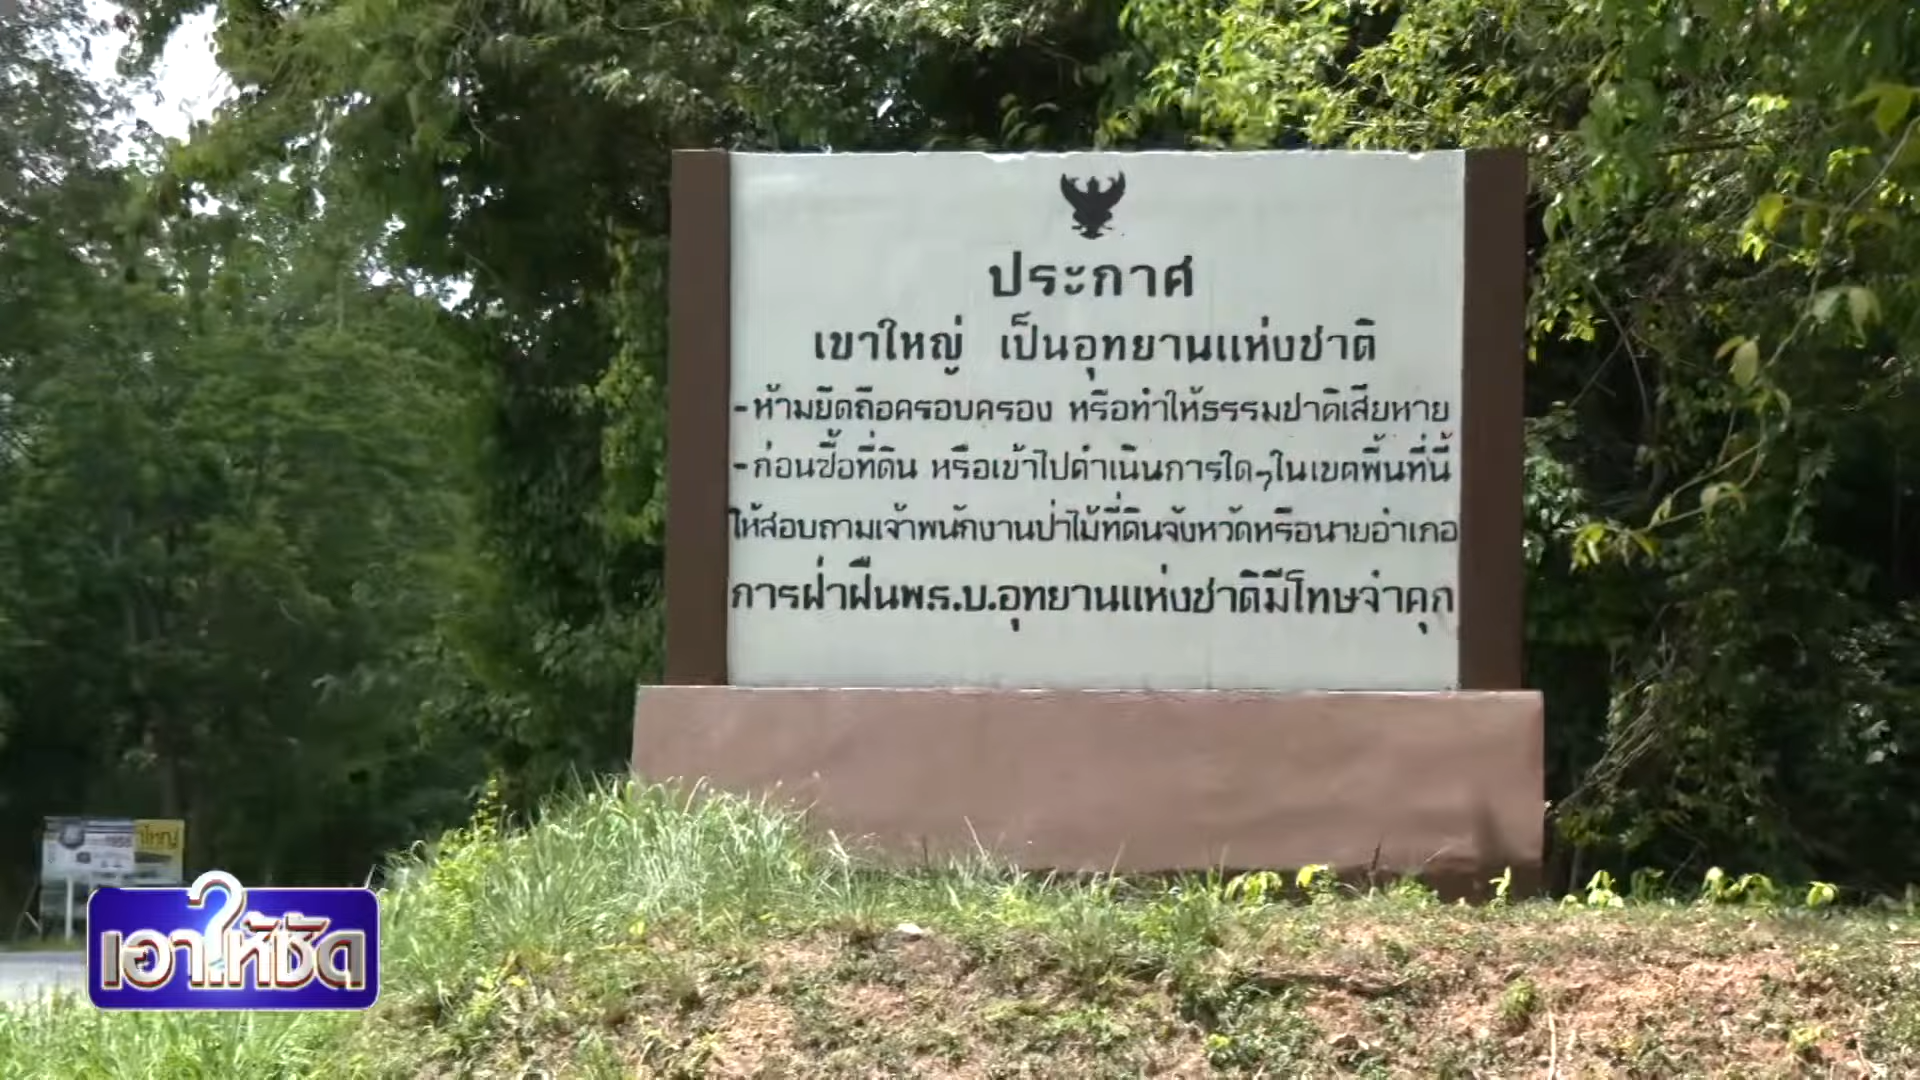 ประกาศ
เขาใหญ่ เป็นอุทยานแห่งชาติ
-ห้ามยึดถือครอบครอง หรือทำให้ธรรมชาติเสียหาย
-ก่อนซื้อที่ดิน หรือเข้าไปดำเนินการใดๆในเขตพื้นที่นี้
ให้สอบถามเจ้าพนักงานป่าไม้ที่ดินจังหวัดหรือนายอำเภอ
การฝ่าฝืนพ.ร.บ.อุทยานแห่งชาติมีโทษจำคุก
เอาให้ชัด